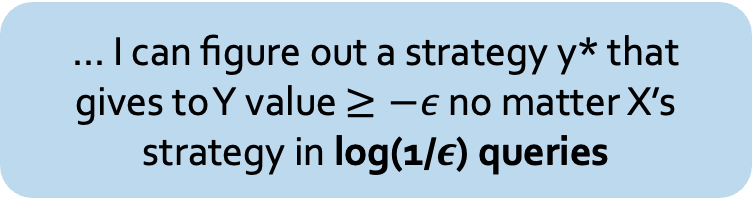 ... I can figure out a strategy y* that
gives to Y value ≥ −ϵ no matter X's
strategy in log(1/ϵ) queries